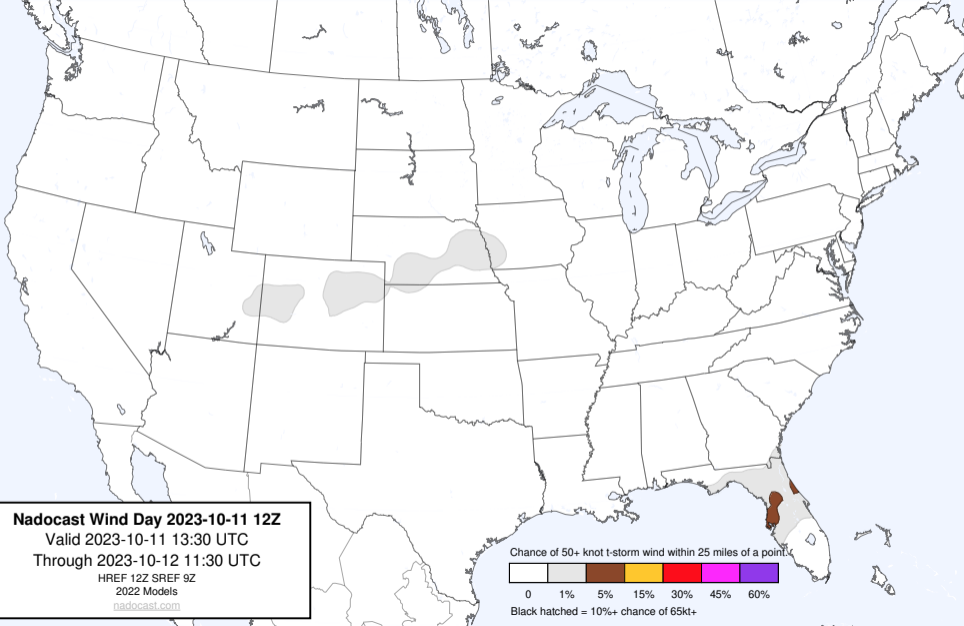 Nadocast Wind Day 2023-10-11 12Z
Valid 2023-10-11 13:30 UTC
Through 2023-10-12 11:30 UTC
HREF 12Z SREF 9Z
2022 Models
nadocast.com
Chance of 50+ knot t-storm wind within 25 miles of a point.
0 1% 5% 15% 30% 45% 60%
Black hatched = 10%+ chance of 65kt+